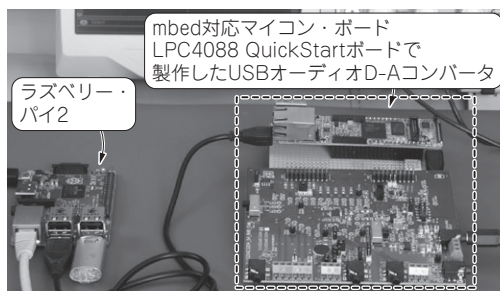 mbed対応マイコン・ボード
LPC4088 QuickStartボードで
製作したUSBオーディオD-Aコンバータ
ラズベリー・
パイ2